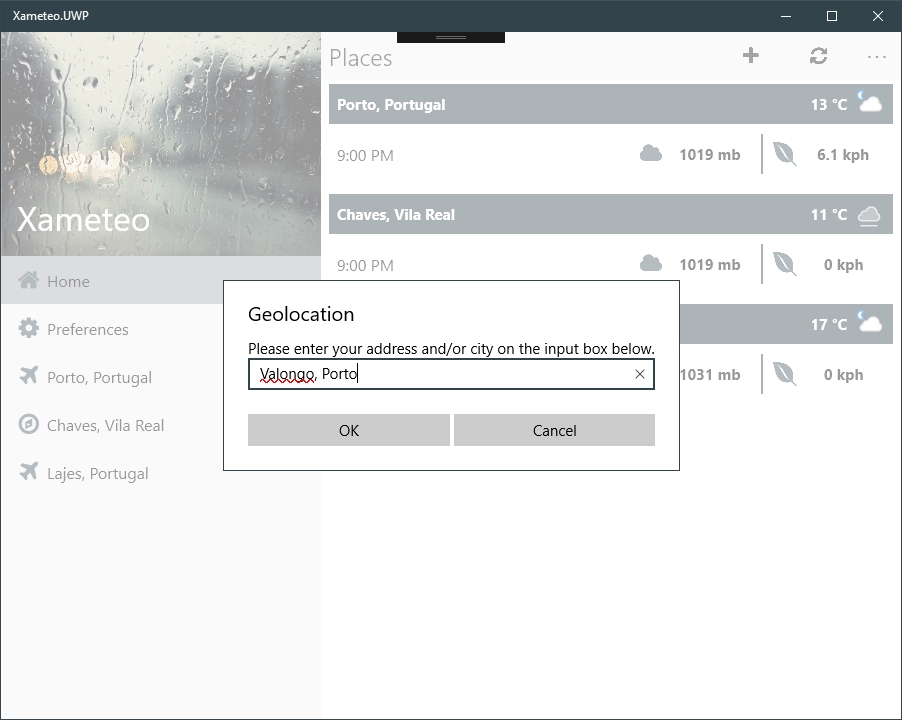 Xameteo.UWP
Xameteo
Home
Preferences
Porto, Portugal
Chaves, Vila Real
Lajes, Portugal
Places
Porto, Portugal 13 °C
9:00 PM 1019 mb 6.1 kph
Chaves, Vila Real 11 °C
9:00 PM 1019 mb 0 kph
17 °C
1031 mb 0 kph
Geolocation
Please enter your address and/or city on the input box below.
Valongo, Porto
OK Cancel